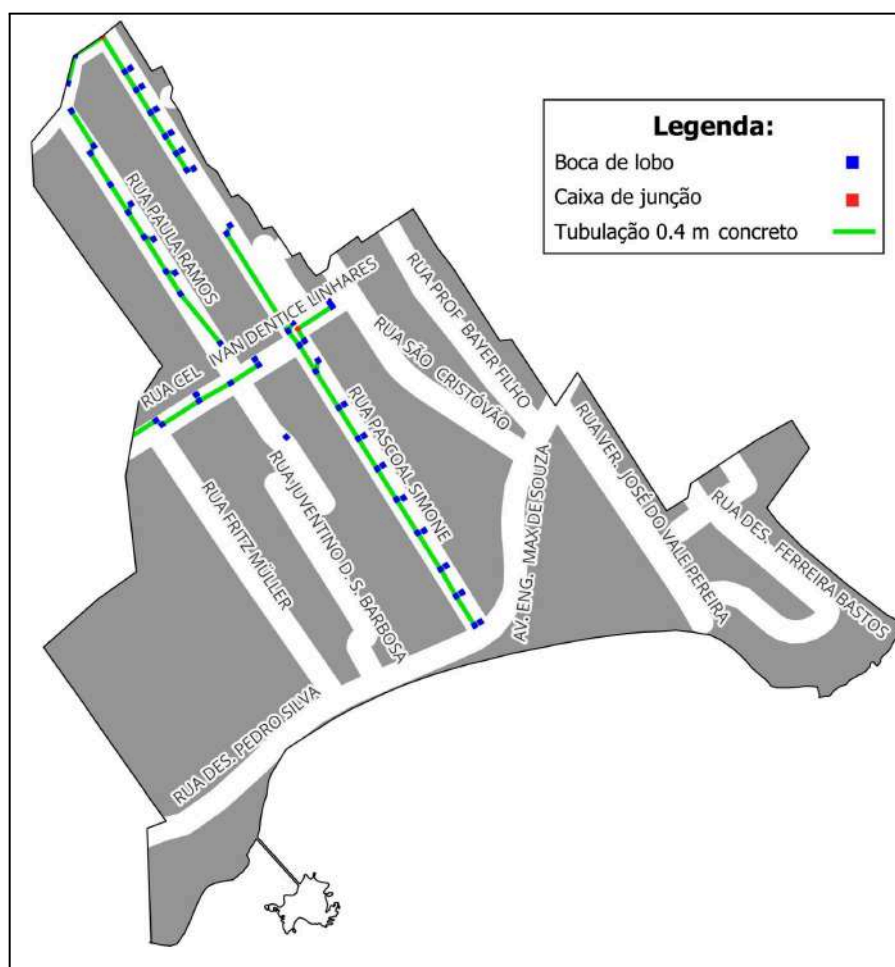 Legenda:
Boca de lobo
Caixa de junção
Tubulação 0.4 m concreto
RUA PAULA RAMOS
RUA CEL IVAN DENTICE LINHARES
RUA PROF BAYER FILHO
RUA SÃO CRISTÓVÃO
RUA PASCOAL SIMONE
RUA VER. JOSÉ DO VALE PEREIRA
RUA DES. FERREIRA BASTOS
RUA FRITZ MÜLLER
RUA JUVENTINO D. S. BARBOSA
AV. ENG. MAX DE SOUZA
RUA DES. PEDRO SILVA